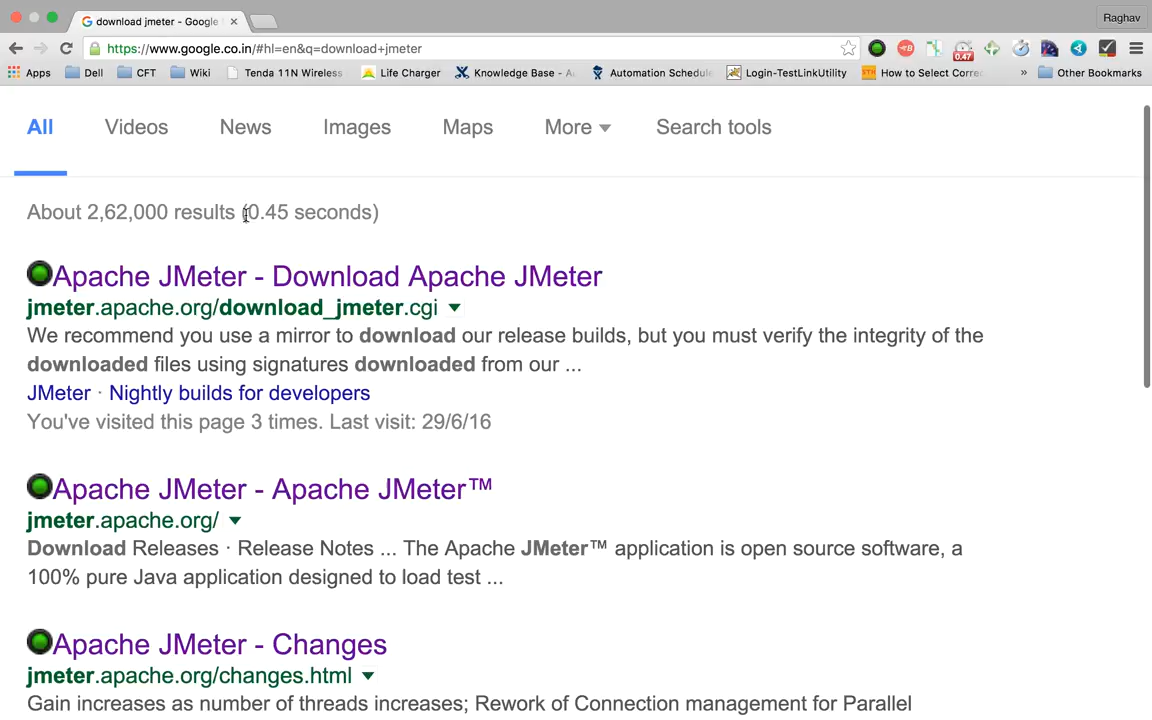 download jmeter - Google
Raghav
https://www.google.co.in/#hl=en&q=download+jmeter
0.47
Apps Dell CFT Wiki Tenda 11N Wireless Life Charger Knowledge Base - Automation Schedule Login-TestLinkUtility STH How to Select Corre » Other Bookmarks
All Videos News Images Maps More Search tools
About 2,62,000 results (0.45 seconds)
Apache JMeter - Download Apache JMeter
jmeter.apache.org/download_jmeter.cgi
We recommend you use a mirror to download our release builds, but you must verify the integrity of the
downloaded files using signatures downloaded from our ...
JMeter · Nightly builds for developers
You've visited this page 3 times. Last visit: 29/6/16
Apache JMeter - Apache JMeter™
jmeter.apache.org/
Download Releases · Release Notes ... The Apache JMeter™ application is open source software, a
100% pure Java application designed to load test ...
Apache JMeter - Changes
jmeter.apache.org/changes.html
Gain increases as number of threads increases; Rework of Connection management for Parallel